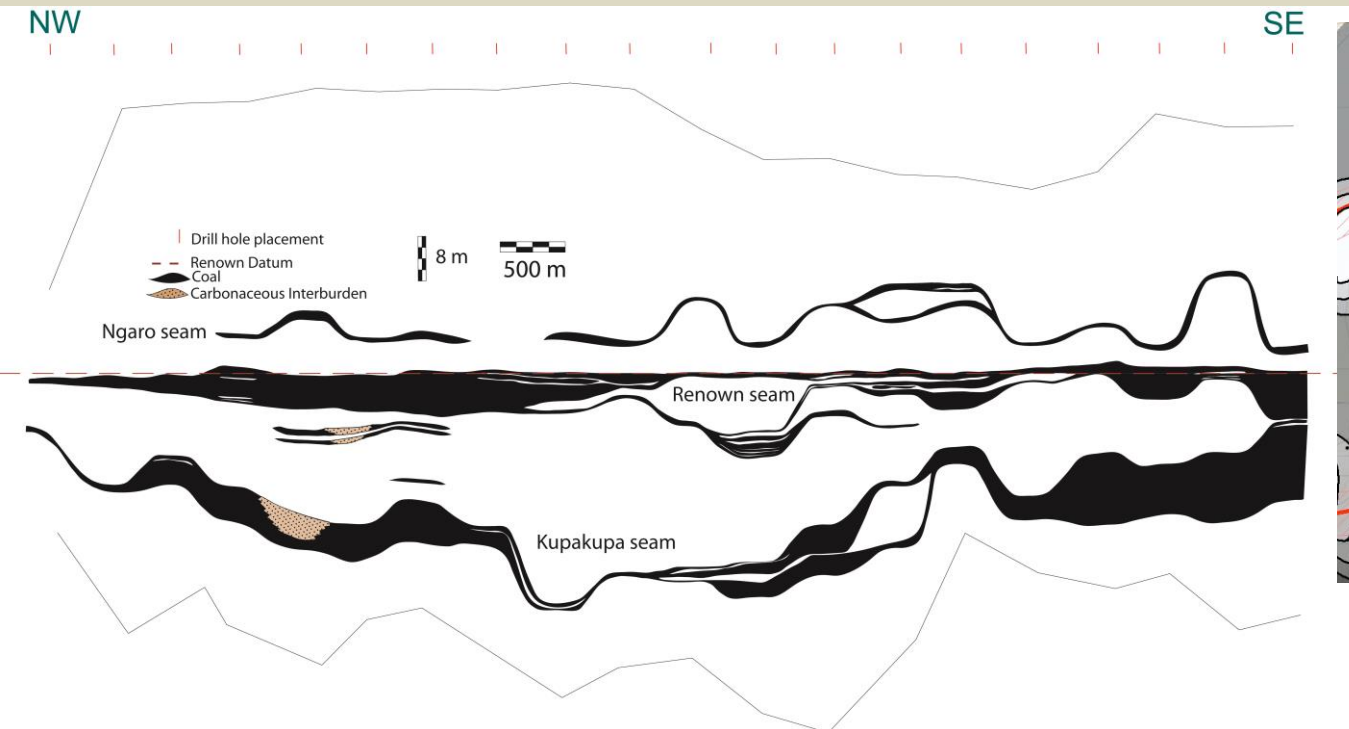 NW
SE
Drill hole placement
Renown Datum
Coal
Carbonaceous Interburden
8 m
500 m
Ngaro seam
Renown seam
Kupakupa seam